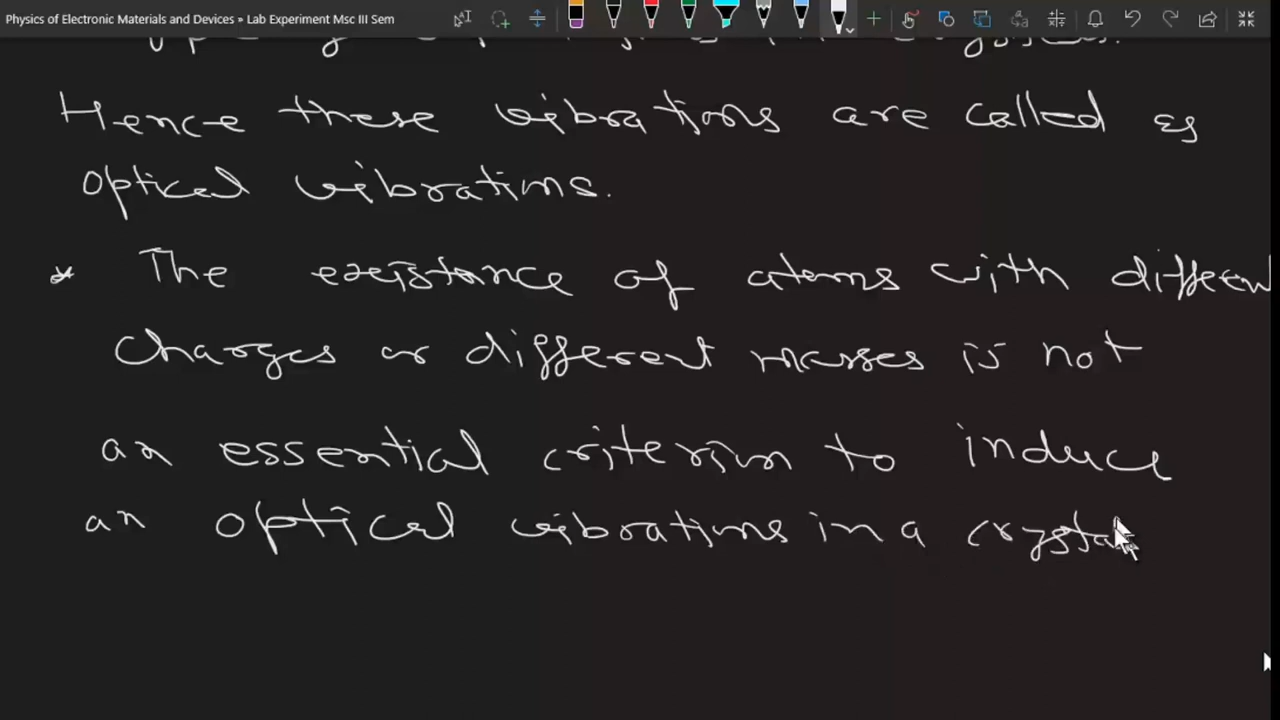 Physics of Electronic Materials and Devices » Lab Experiment Msc III Sem
Hence these vibrations are called as
optical vibrations.
* The existance of atoms with different
charges or different masses is not
an essential criterion to induce
an optical vibrations in a crystal